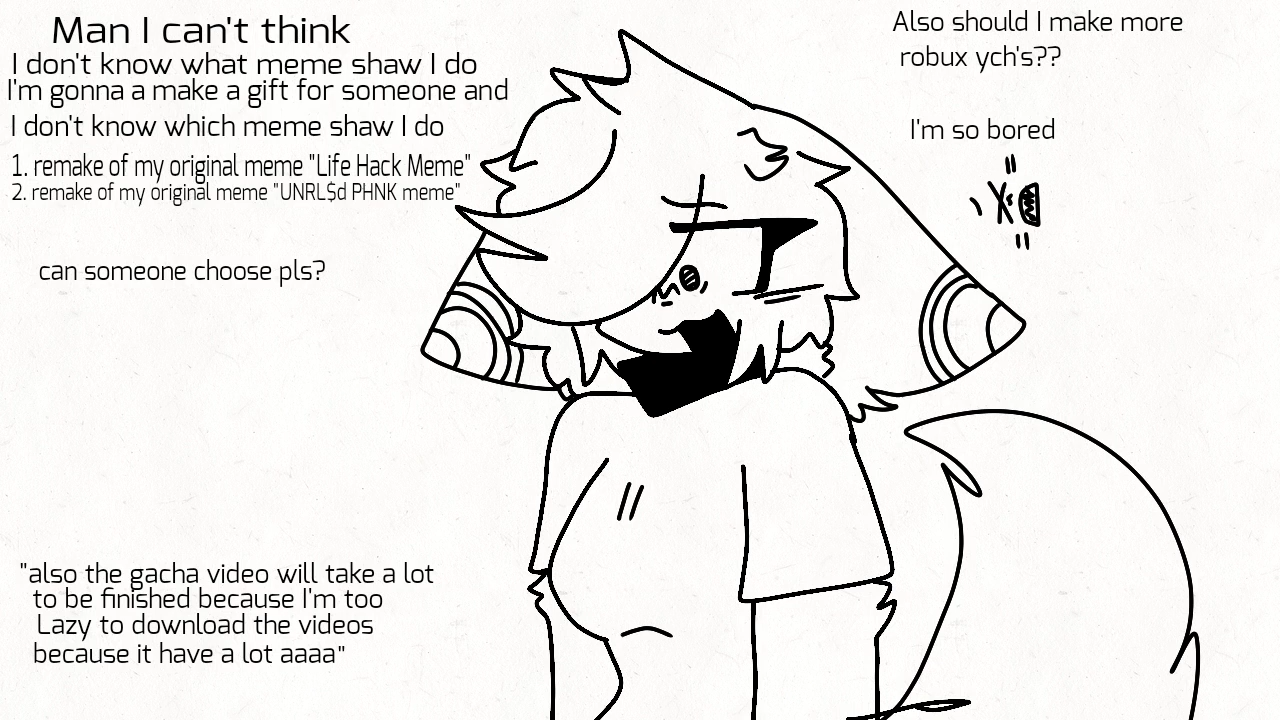 Man I can't think
I don't know what meme shaw I do
I'm gonna a make a gift for someone and
I don't know which meme shaw I do
1. remake of my original meme "Life Hack Meme"
2. remake of my original meme "UNRL$d PHNK meme"
can someone choose pls?
"also the gacha video will take a lot
to be finished because I'm too
Lazy to download the videos
because it have a lot aaaa"
Also should I make more
robux ych's??
I'm so bored